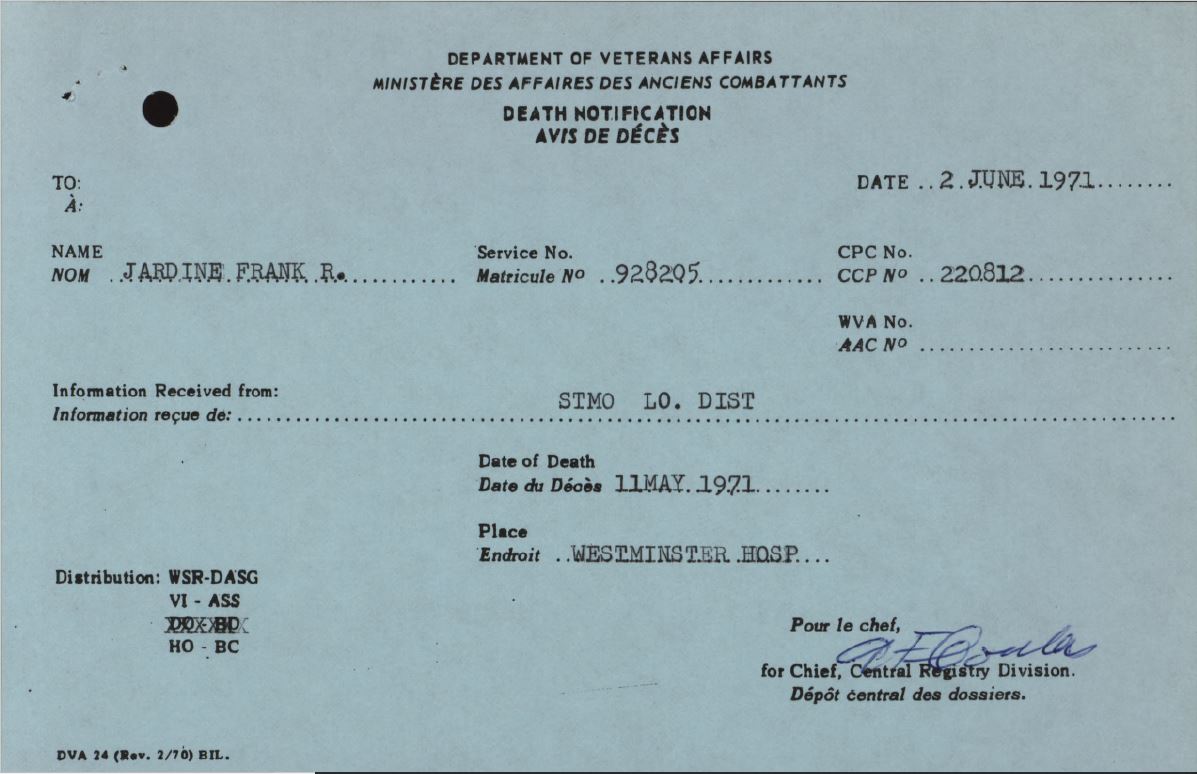 DEPARTMENT OF VETERANS AFFAIRS
MINISTÈRE DES AFFAIRES DES ANCIENS COMBATTANTS
DEATH NOTIFICATION
AVIS DE DÉCÈS
TO:
À:
DATE .. 2 JUNE 1971 ........
NAME
NOM .. JARDINE FRANK R. ............
Service No.
Matricule Nº .. 928205 .............
CPC No.
CCP Nº .. 220812 ................
WVA No.
AAC Nº ............................
Information Received from:
Information reçue de: ........ STMO LO. DIST ........
Date of Death
Date du Décès 11MAY 1971 ........
Place
Endroit .. WESTMINSTER HOSP ....
Distribution: WSR-DASG
VI - ASS
DO - BD
HO - BC
Pour le chef,
for Chief, Central Registry Division.
Dépôt central des dossiers.
DVA 24 (Rev. 2/70) BIL.